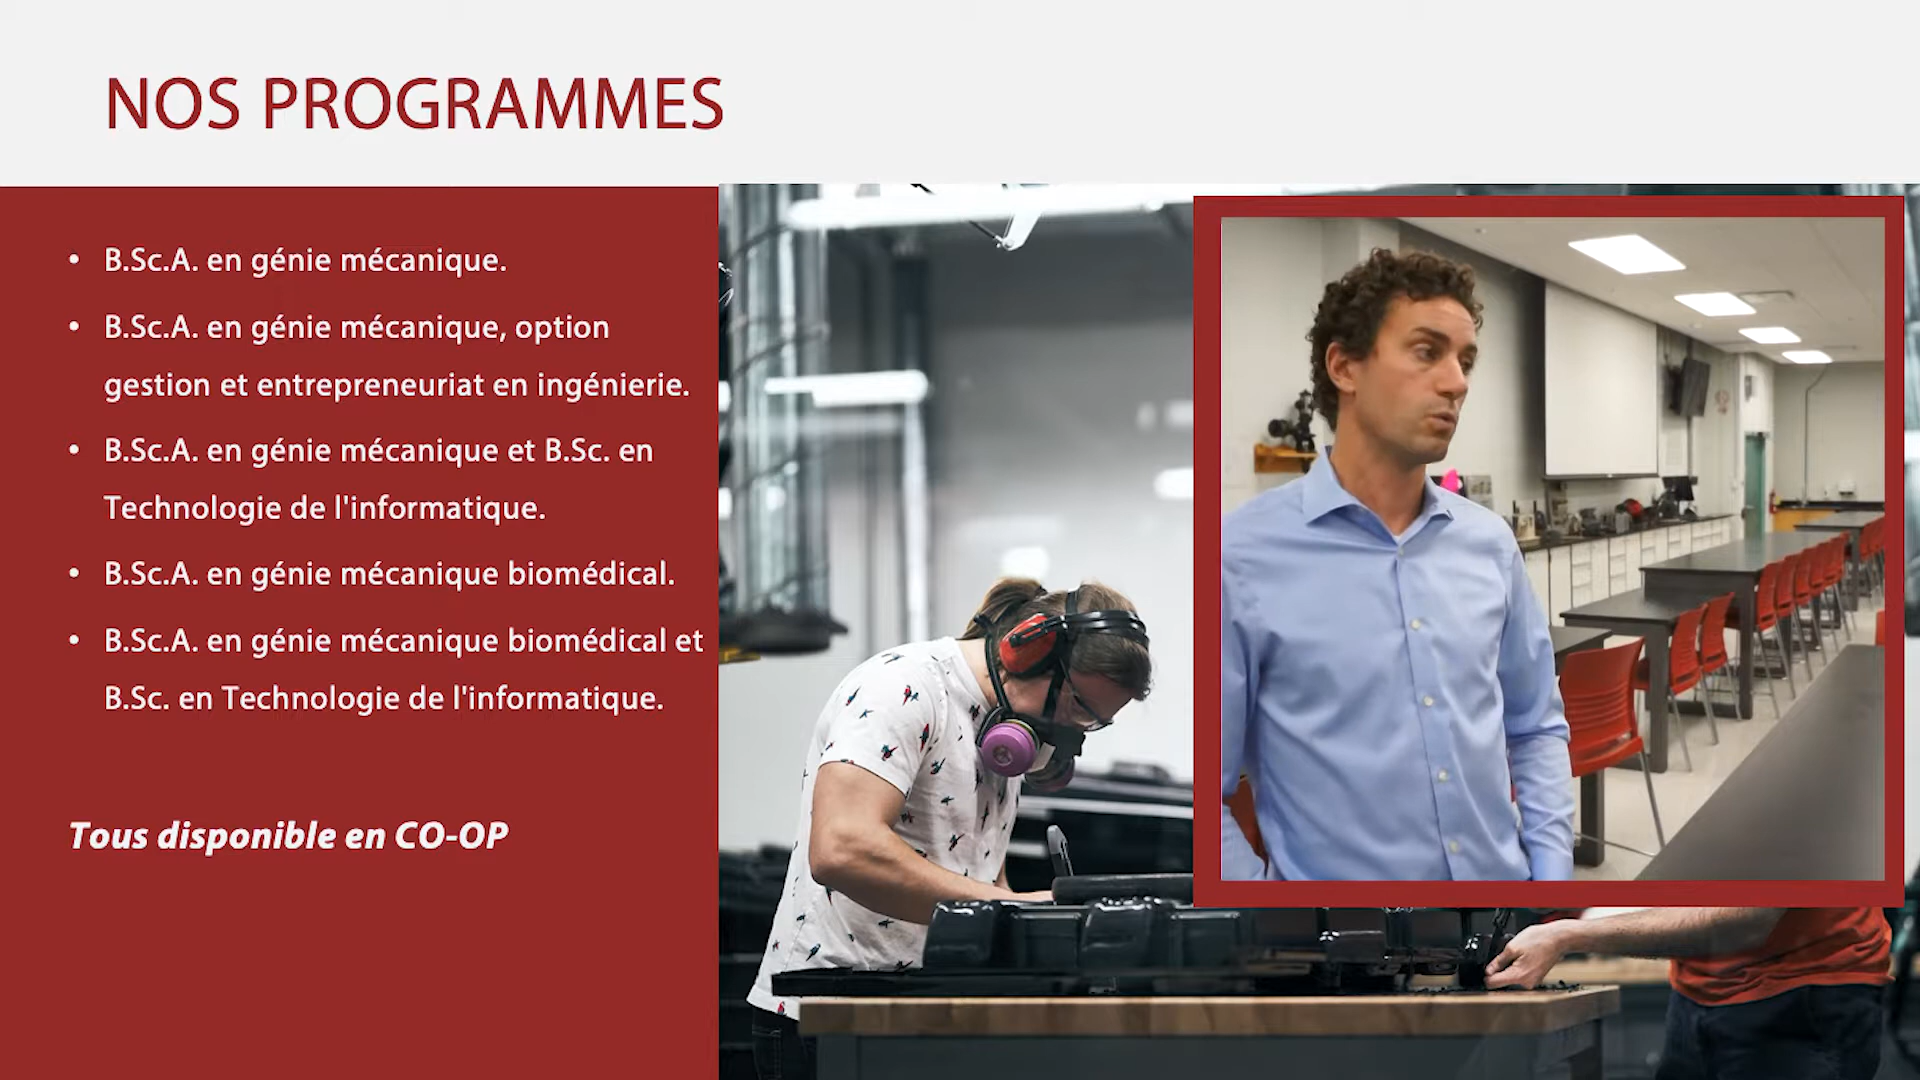 NOS PROGRAMMES
• B.Sc.A. en génie mécanique.
• B.Sc.A. en génie mécanique, option
gestion et entrepreneuriat en ingénierie.
• B.Sc.A. en génie mécanique et B.Sc. en
Technologie de l'informatique.
• B.Sc.A. en génie mécanique biomédical.
• B.Sc.A. en génie mécanique biomédical et
B.Sc. en Technologie de l'informatique.
Tous disponible en CO-OP